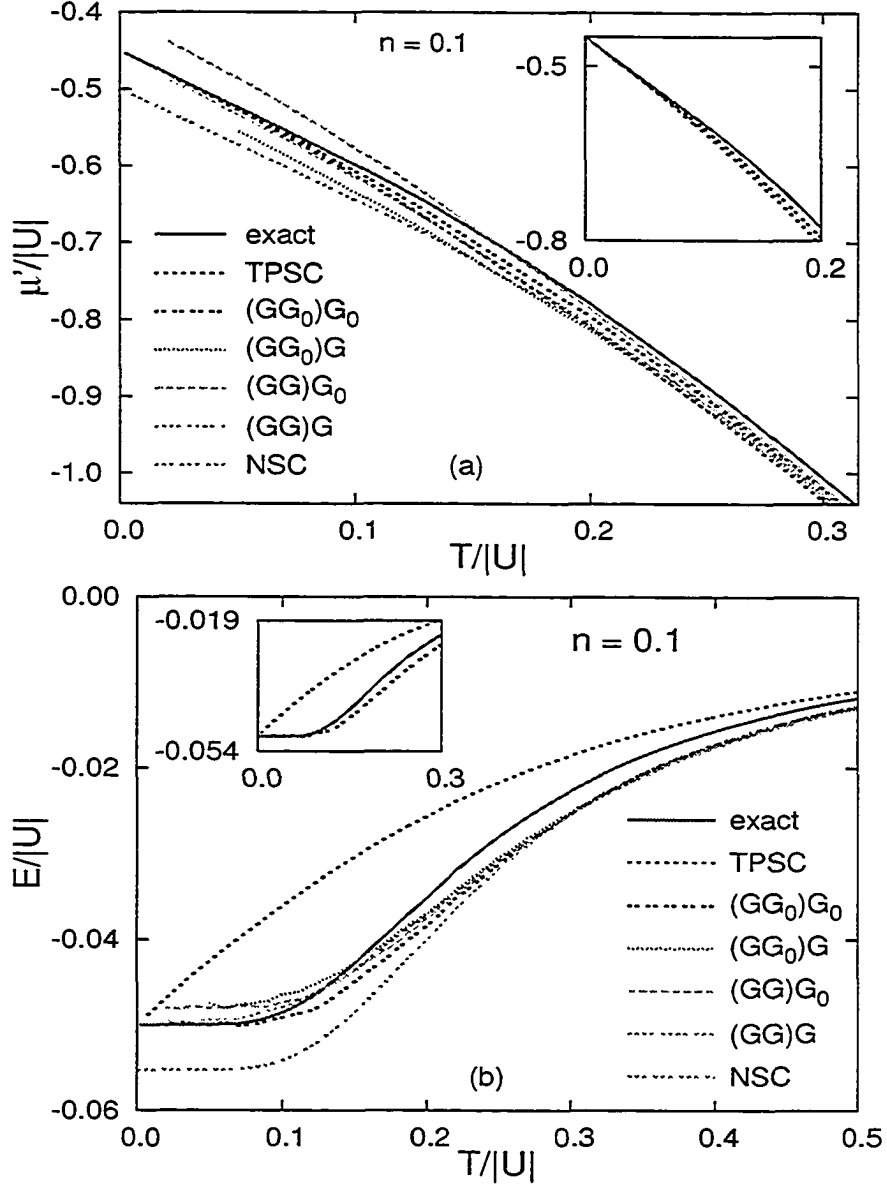 n = 0.1
-0.4
-0.5
-0.6
-0.7
-0.8
-0.9
-1.0
μ'/|U|
-0.5
-0.8
0.0
0.2
exact
TPSC
(GG₀)G₀
(GG₀)G
(GG)G₀
(GG)G
NSC
(a)
0.0
0.1
0.2
0.3
T/|U|
0.00
-0.02
-0.04
-0.06
E/|U|
-0.019
-0.054
0.0
0.3
n = 0.1
exact
TPSC
(GG₀)G₀
(GG₀)G
(GG)G₀
(GG)G
NSC
(b)
0.0
0.1
0.2
0.3
0.4
0.5
T/|U|